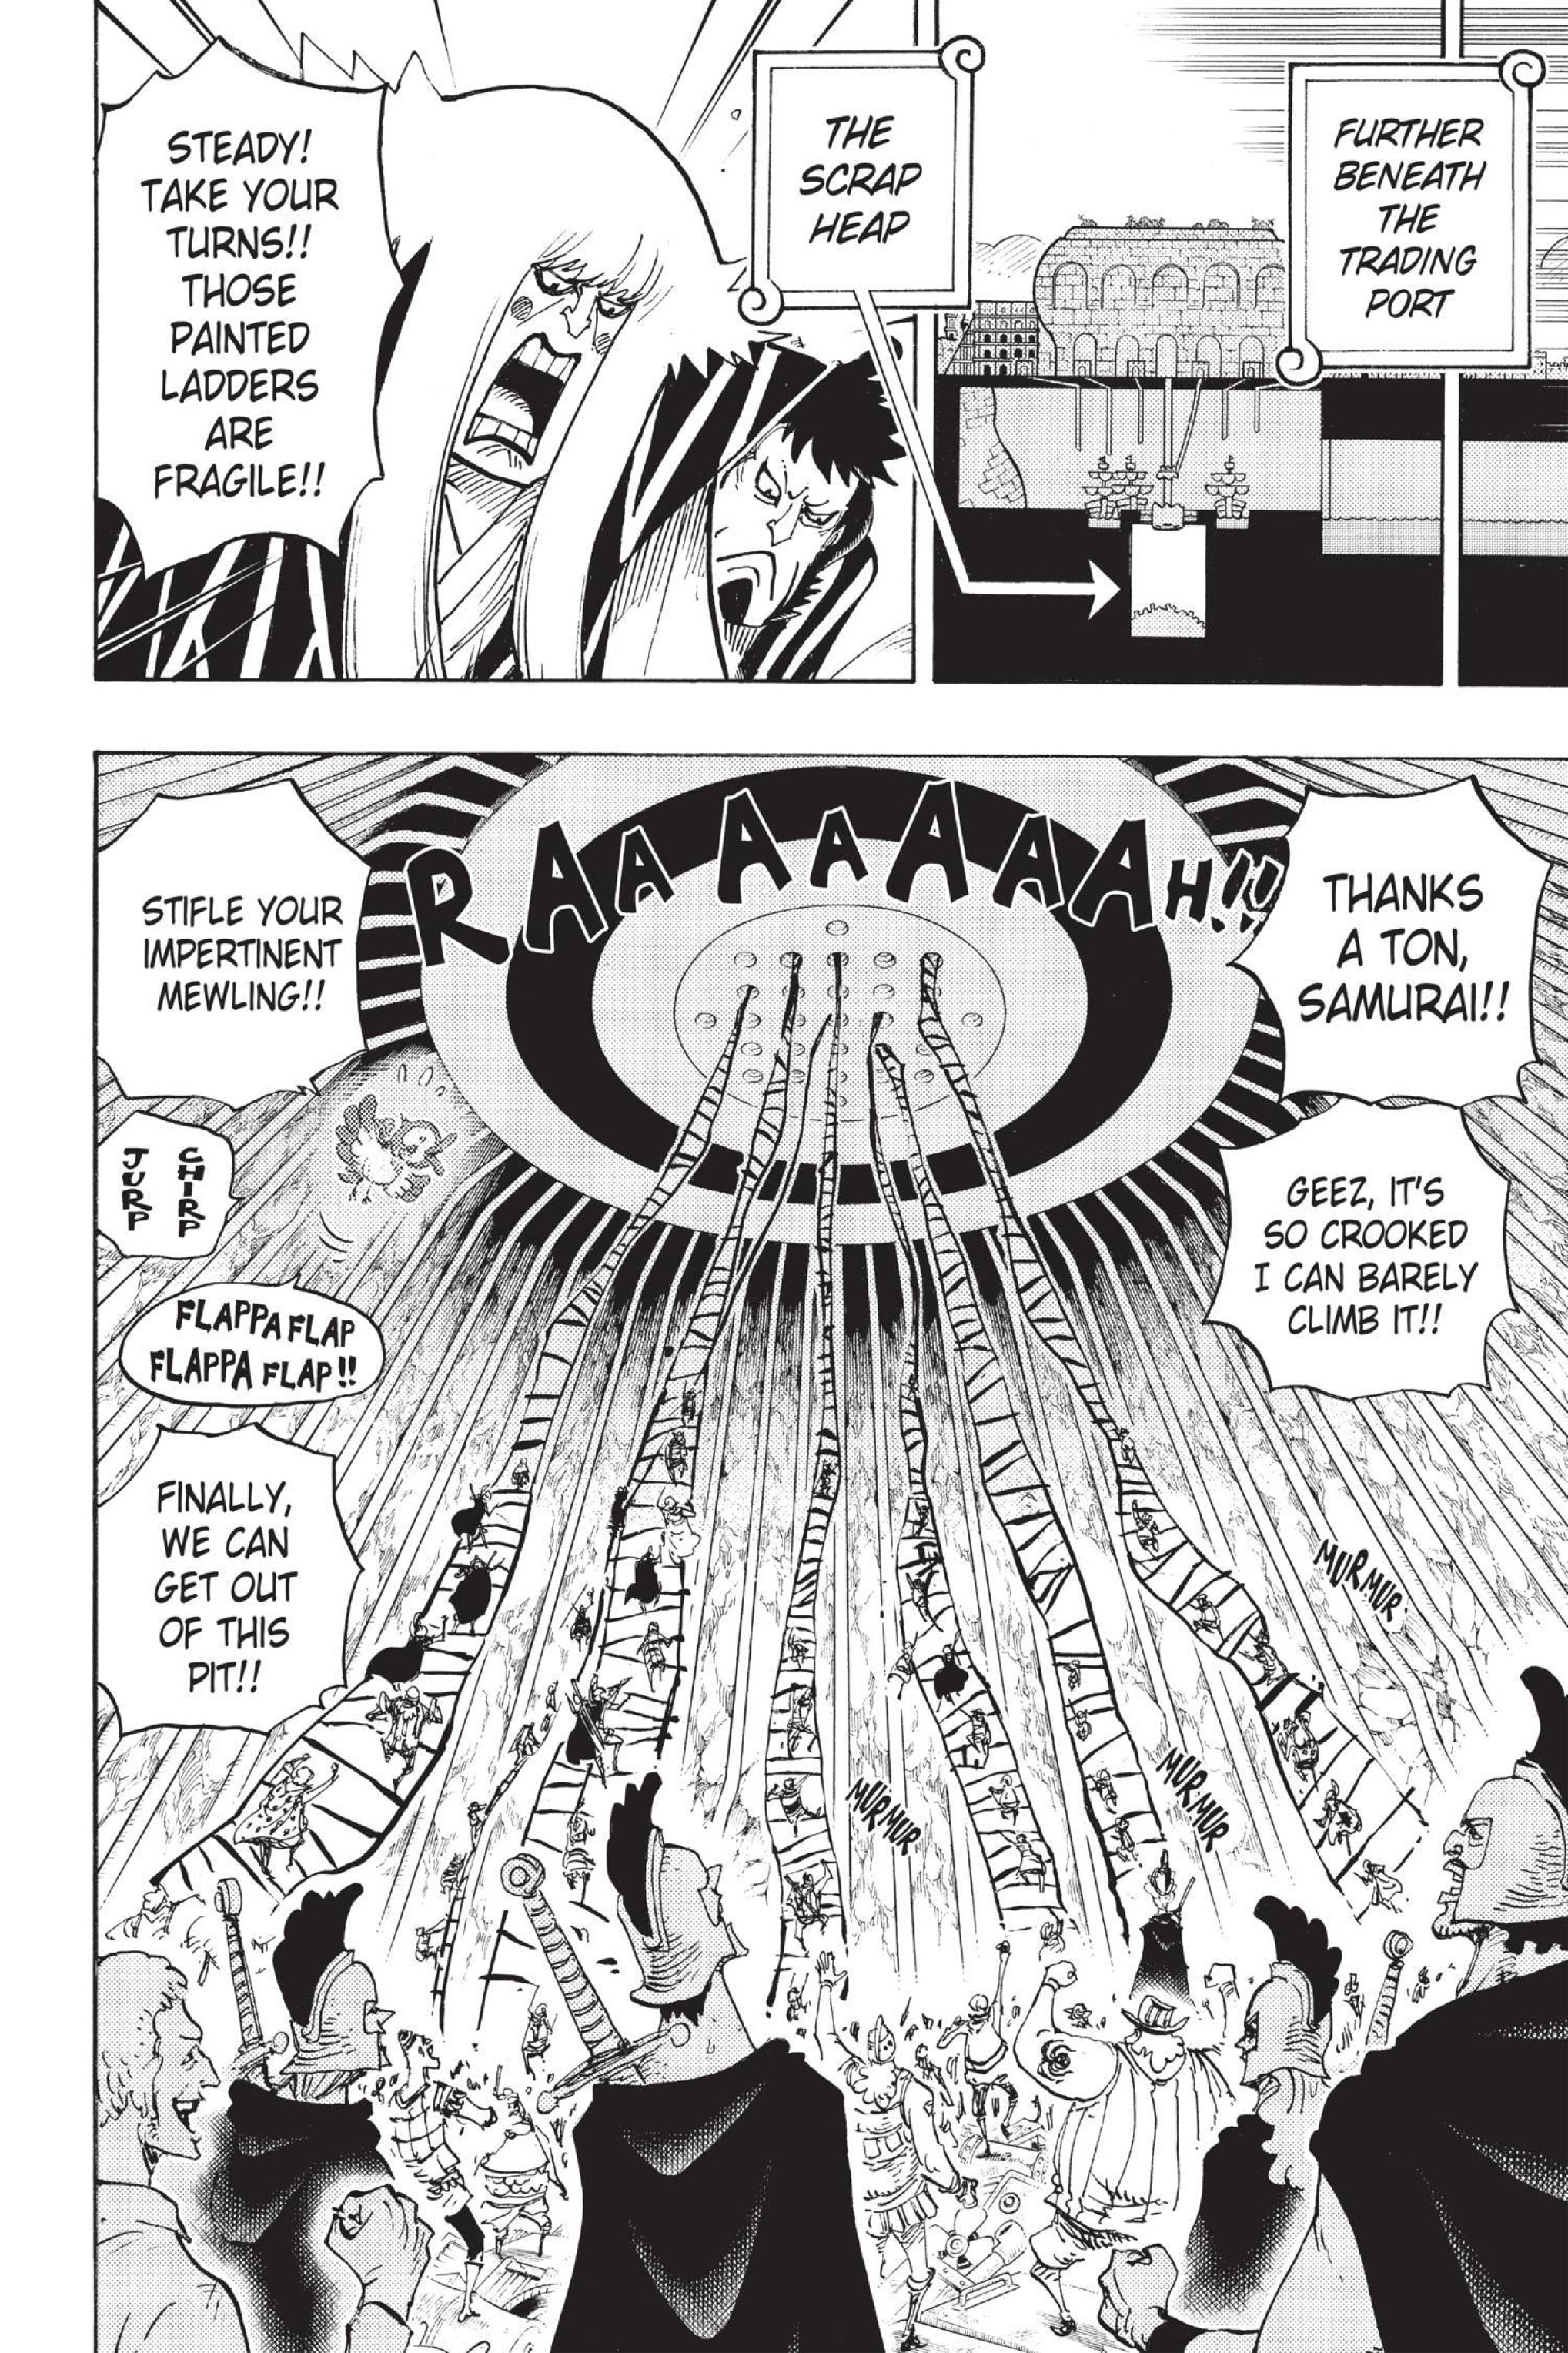 FURTHER
BENEATH
THE
TRADING
PORT
THE
SCRAP
HEAP
STEADY!
TAKE YOUR
TURNS!!
THOSE
PAINTED
LADDERS
ARE
FRAGILE!!
RAAAAAAAAH!!
THANKS
A TON,
SAMURAI!!
GEEZ, IT'S
SO CROOKED
I CAN BARELY
CLIMB IT!!
STIFLE YOUR
IMPERTINENT
MEWLING!!
CHIRP
JURP
FLAPPA FLAP
FLAPPA FLAP!!
FINALLY,
WE CAN
GET OUT
OF THIS
PIT!!
MURMUR
MURMUR
MURMUR